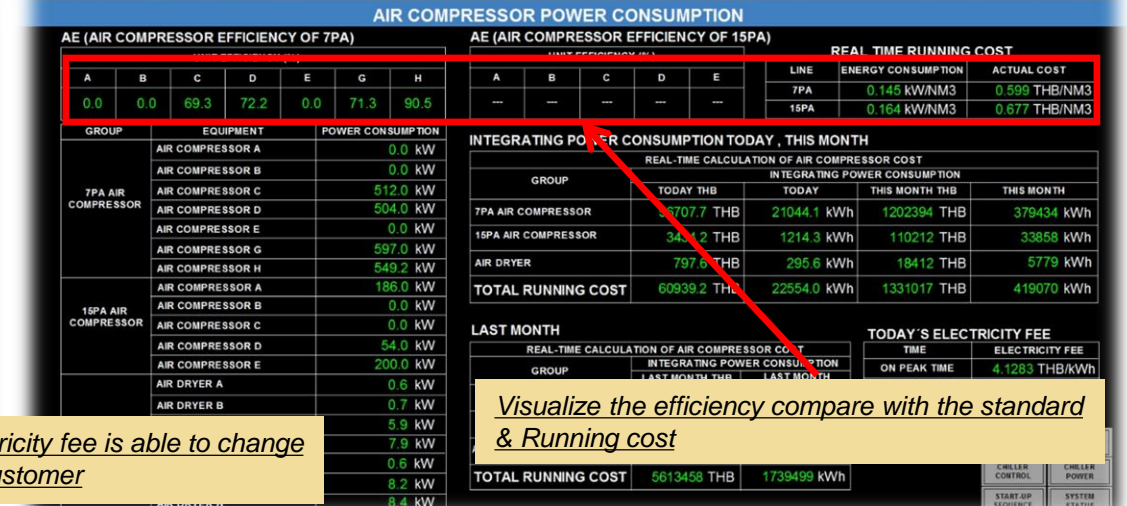 AIR COMPRESSOR POWER CONSUMPTION
AE (AIR COMPRESSOR EFFICIENCY OF 7PA)
A B C D E G H
0.0 0.0 69.3 72.2 0.0 71.3 90.5
AE (AIR COMPRESSOR EFFICIENCY OF 15PA)
A B C D E
--- --- --- --- ---
REAL TIME RUNNING COST
LINE ENERGY CONSUMPTION ACTUAL COST
7PA 0.145 kW/NM3 0.599 THB/NM3
15PA 0.164 kW/NM3 0.677 THB/NM3
GROUP EQUIPMENT POWER CONSUMPTION
7PA AIR COMPRESSOR
AIR COMPRESSOR A 0.0 kW
AIR COMPRESSOR B 0.0 kW
AIR COMPRESSOR C 512.0 kW
AIR COMPRESSOR D 504.0 kW
AIR COMPRESSOR E 0.0 kW
AIR COMPRESSOR G 597.0 kW
AIR COMPRESSOR H 549.2 kW
15PA AIR COMPRESSOR
AIR COMPRESSOR A 186.0 kW
AIR COMPRESSOR B 0.0 kW
AIR COMPRESSOR C 0.0 kW
AIR COMPRESSOR D 54.0 kW
AIR COMPRESSOR E 200.0 kW
AIR DRYER A 0.6 kW
AIR DRYER B 0.7 kW
5.9 kW
7.9 kW
0.6 kW
8.2 kW
8.4 kW
INTEGRATING POWER CONSUMPTION TODAY , THIS MONTH
REAL-TIME CALCULATION OF AIR COMPRESSOR COST
GROUP INTEGRATING POWER CONSUMPTION
TODAY THB TODAY THIS MONTH THB THIS MONTH
7PA AIR COMPRESSOR THB 21044.1 kWh 1202394 THB 379434 kWh
15PA AIR COMPRESSOR THB 1214.3 kWh 110212 THB 33858 kWh
AIR DRYER 797.6 THB 295.6 kWh 18412 THB 5779 kWh
TOTAL RUNNING COST 60939.2 THB 22554.0 kWh 1331017 THB 419070 kWh
LAST MONTH
REAL-TIME CALCULATION OF AIR COMPRESSOR COST
GROUP INTEGRATING POWER CONSUMPTION
LAST MONTH THB LAST MONTH
TOTAL RUNNING COST 5613458 THB 1739499 kWh
TODAY´S ELECTRICITY FEE
TIME ELECTRICITY FEE
ON PEAK TIME 4.1283 THB/kWh
Visualize the efficiency compare with the standard
& Running cost
fee is able to change
CHILLER CONTROL
CHILLER POWER
START-UP
SYSTEM